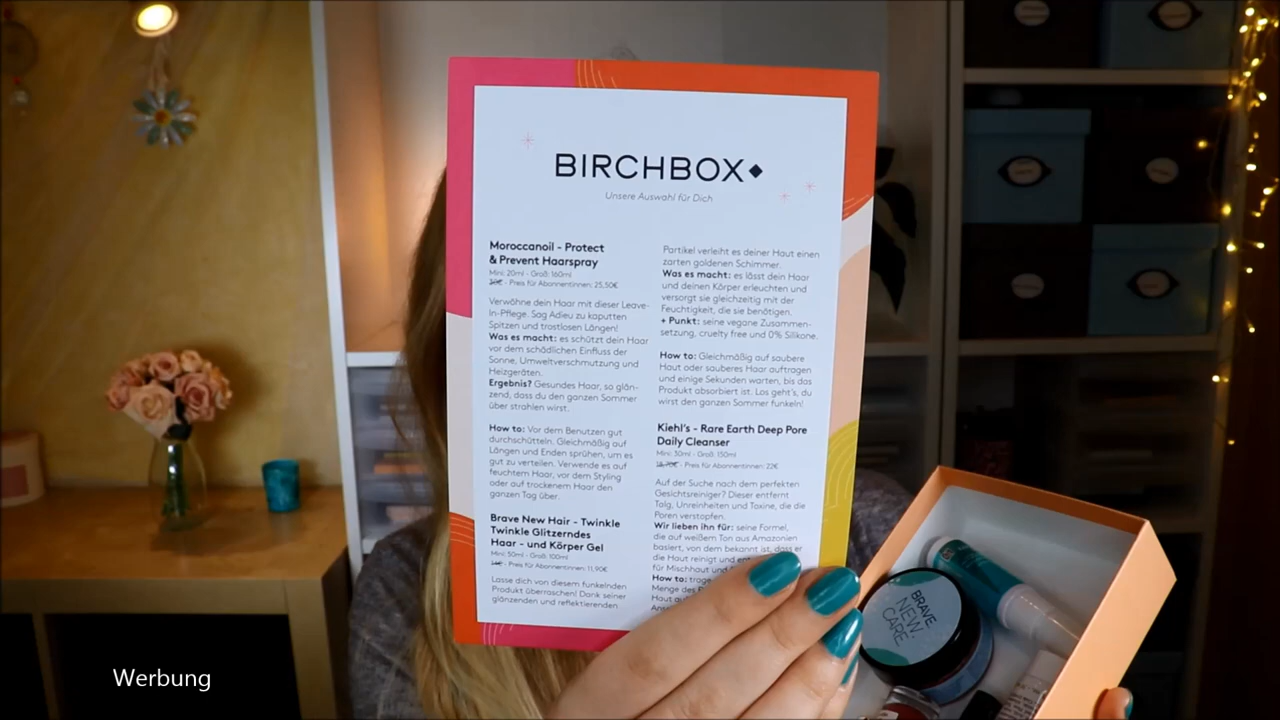 BIRCHBOX
Unsere Auswahl für Dich
Moroccanoil - Protect
& Prevent Haarspray
Mini: 20ml - Groß: 160ml
30€ - Preis für Abonnentinnen: 25,50€
Verwöhne dein Haar mit dieser Leave-
In-Pflege. Sag Adieu zu kaputten
Spitzen und trostlosen Längen!
Was es macht: es schützt dein Haar
vor dem schädlichen Einfluss der
Sonne, Umweltverschmutzung und
Heizgeräten.
Ergebnis? Gesundes Haar, so glän-
zend, dass du den ganzen Sommer
über strahlen wirst.
How to: Vor dem Benutzen gut
durchschütteln. Gleichmäßig auf
Längen und Enden sprühen, um es
gut zu verteilen. Verwende es auf
feuchtem Haar, vor dem Styling
oder auf trockenem Haar den
ganzen Tag über.
Brave New Hair - Twinkle
Twinkle Glitzerndes
Haar - und Körper Gel
Mini: 50ml - Groß: 100ml
14€ - Preis für Abonnentinnen: 11,90€
Lasse dich von diesem funkelnden
Produkt überraschen! Dank seiner
glänzenden und reflektierenden
Partikel verleiht es deiner Haut einen
zarten goldenen Schimmer.
Was es macht: es lässt dein Haar
und deinen Körper erleuchten und
versorgt sie gleichzeitig mit der
Feuchtigkeit, die sie benötigen.
+ Punkt: seine vegane Zusammen-
setzung, cruelty free und 0% Silikone.
How to: Gleichmäßig auf saubere
Haut oder sauberes Haar auftragen
und einige Sekunden warten, bis das
Produkt absorbiert ist. Los geht's, du
wirst den ganzen Sommer funkeln!
Kiehl's - Rare Earth Deep Pore
Daily Cleanser
Mini: 30ml - Groß: 150ml
Preis für Abonnentinnen: 22€
Auf der Suche nach dem perfekten
Gesichtsreiniger? Dieser entfernt
Talg, Unreinheiten und Toxine, die die
Poren verstopfen.
Wir lieben ihn für: seine Formel,
die auf weißem Ton aus Amazonien
basiert, von dem bekannt ist, dass er
die Haut reinigt und
für Mischhaut und
How to:
Menge des
Haut
BRAVE
NEW
CARE
Werbung